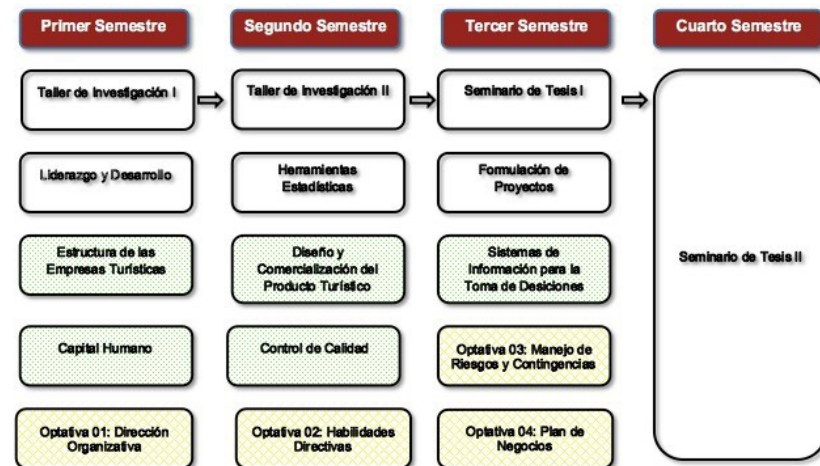 Primer Semestre
Segundo Semestre
Tercer Semestre
Cuarto Semestre
Taller de Investigación I
Taller de Investigación II
Seminario de Tesis I
Liderazgo y Desarrollo
Herramientas
Estadísticas
Formulación de
Proyectos
Estructura de las
Empresas Turísticas
Diseño y
Comercialización del
Producto Turístico
Sistemas de
Información para la
Toma de Desiciones
Seminario de Tesis II
Capital Humano
Control de Calidad
Optativa 03: Manejo de
Riesgos y Contingencias
Optativa 01: Dirección
Organizativa
Optativa 02: Habilidades
Directivas
Optativa 04: Plan de
Negocios